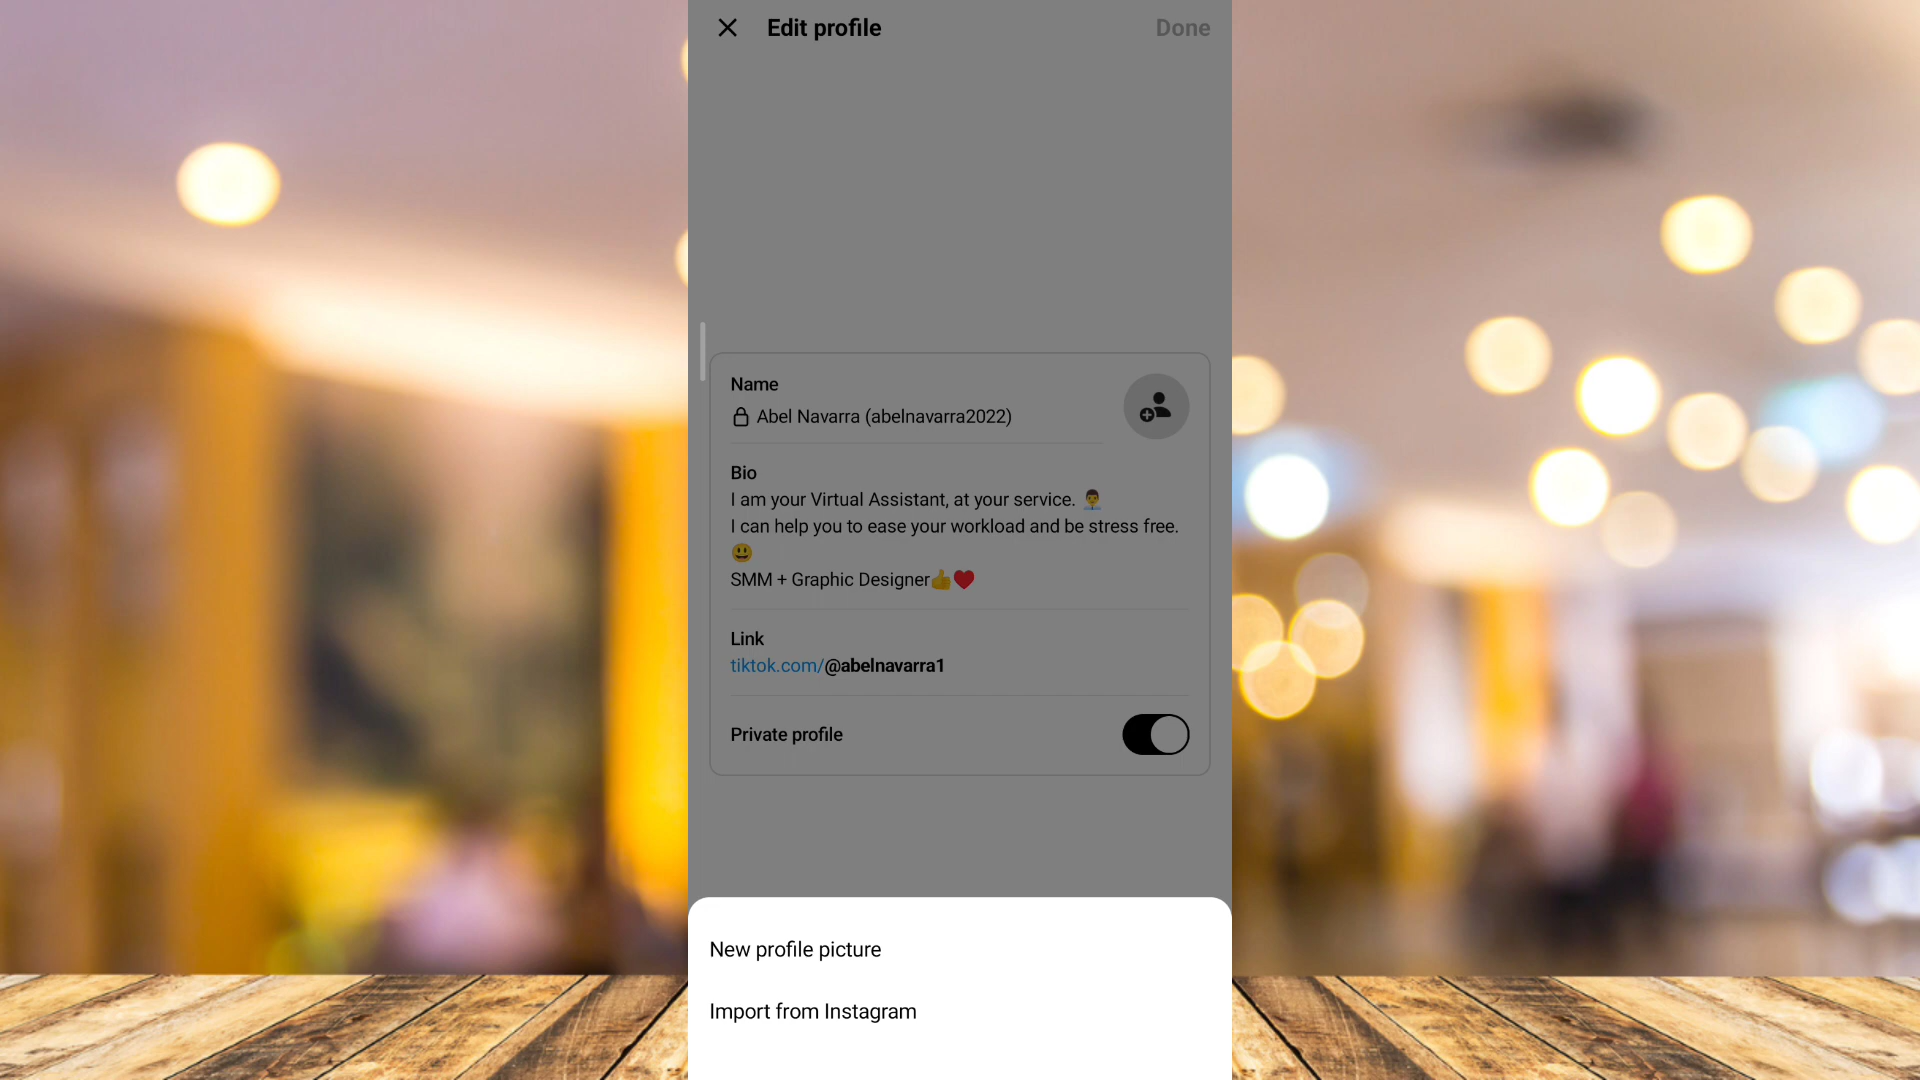 Edit profile
Done
Name
Abel Navarra (abelnavarra2022)
Bio
I am your Virtual Assistant, at your service. 👨‍💼
I can help you to ease your workload and be stress free.
😃
SMM + Graphic Designer👍❤️
Link
tiktok.com/@abelnavarra1
Private profile
New profile picture
Import from Instagram